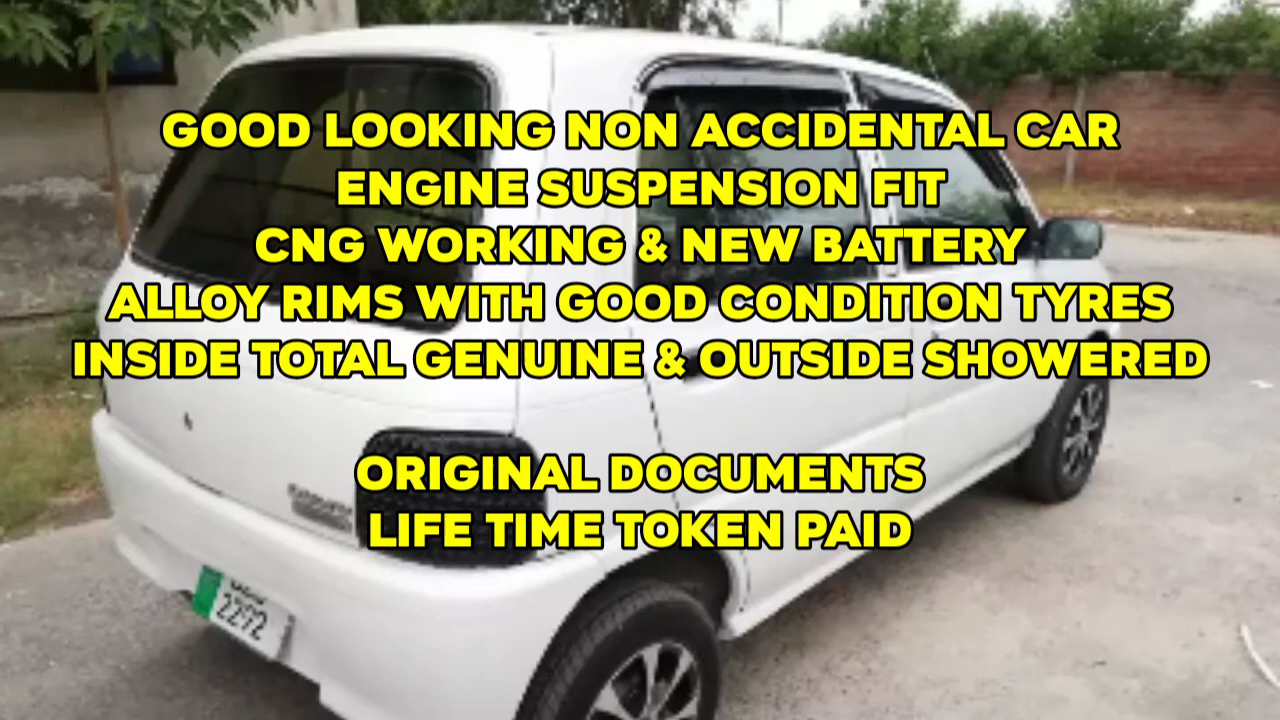 GOOD LOOKING NON ACCIDENTAL CAR
ENGINE SUSPENSION FIT
CNG WORKING & NEW BATTERY
ALLOY RIMS WITH GOOD CONDITION TYRES
INSIDE TOTAL GENUINE & OUTSIDE SHOWERED
ORIGINAL DOCUMENTS
LIFE TIME TOKEN PAID
2292